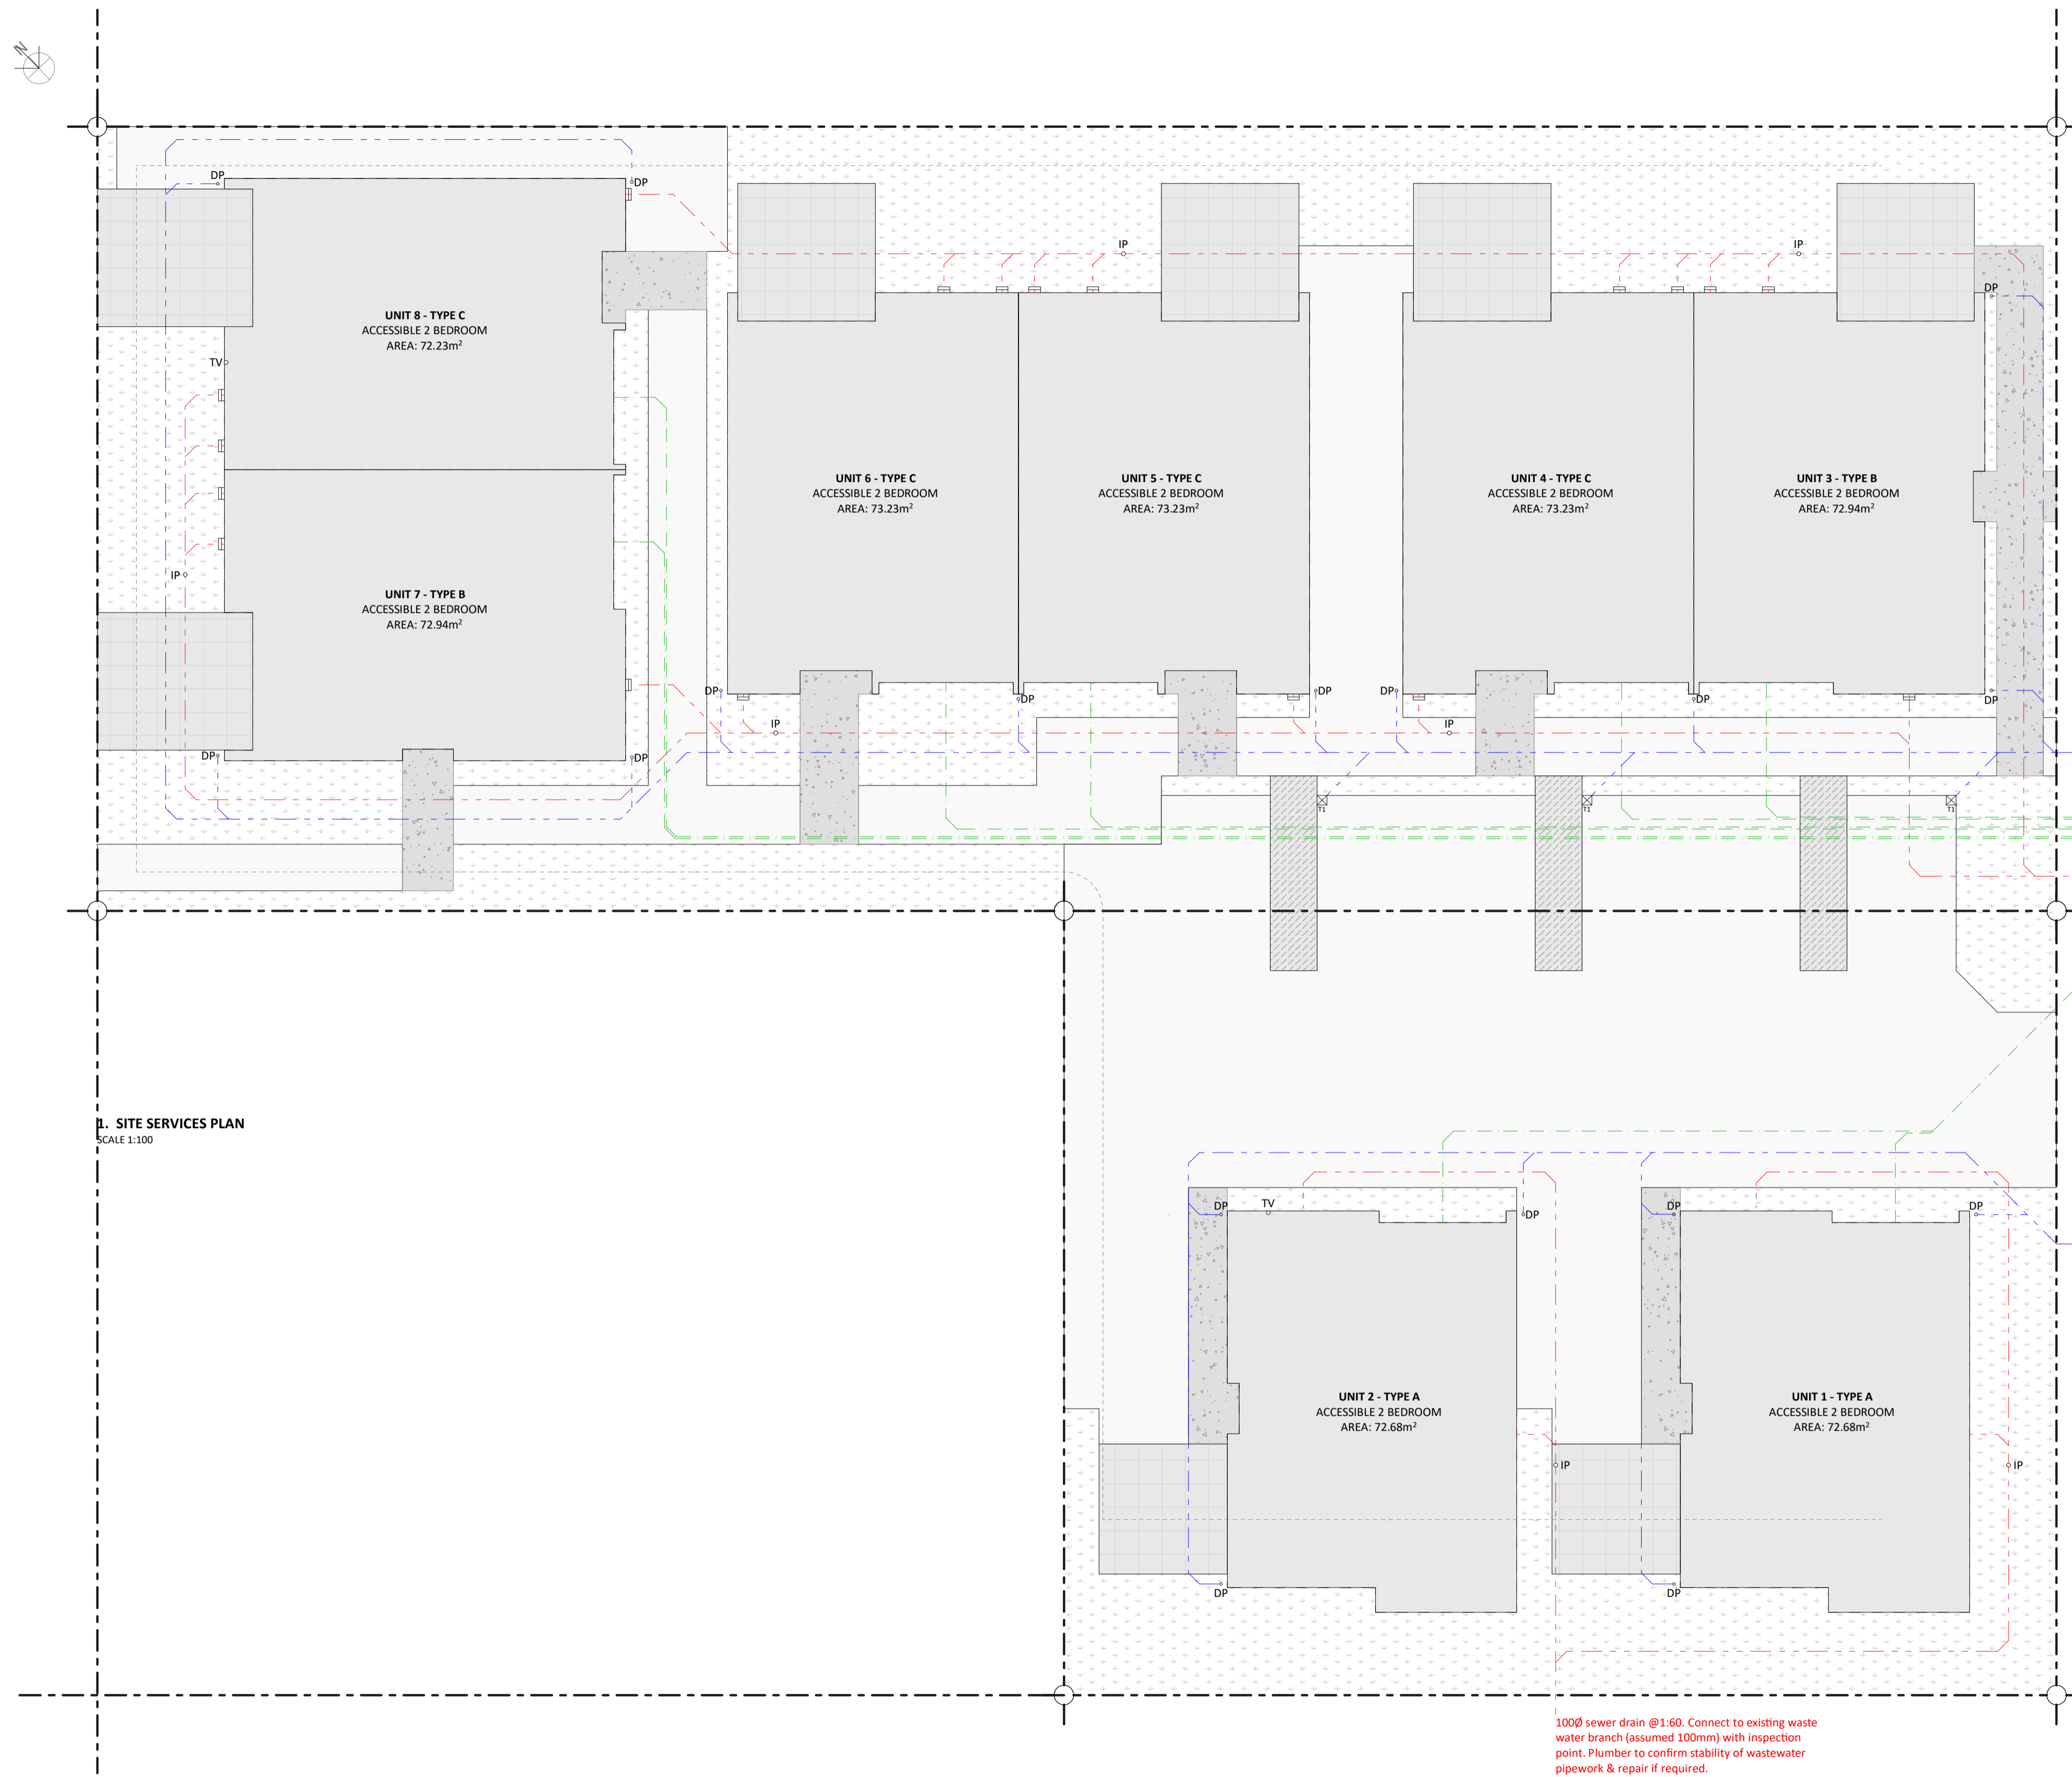 N
DP
DP
IP
IP
DP
UNIT 8 - TYPE C
ACCESSIBLE 2 BEDROOM
AREA: 72.23m²
TV
UNIT 6 - TYPE C
ACCESSIBLE 2 BEDROOM
AREA: 73.23m²
UNIT 5 - TYPE C
ACCESSIBLE 2 BEDROOM
AREA: 73.23m²
UNIT 4 - TYPE C
ACCESSIBLE 2 BEDROOM
AREA: 73.23m²
UNIT 3 - TYPE B
ACCESSIBLE 2 BEDROOM
AREA: 72.94m²
IP
UNIT 7 - TYPE B
ACCESSIBLE 2 BEDROOM
AREA: 72.94m²
DP
DP
DP
DP
DP
DP
IP
IP
DP
DP
T1
T1
T1
1. SITE SERVICES PLAN
SCALE 1:100
DP
TV
DP
DP
DP
UNIT 2 - TYPE A
ACCESSIBLE 2 BEDROOM
AREA: 72.68m²
UNIT 1 - TYPE A
ACCESSIBLE 2 BEDROOM
AREA: 72.68m²
IP
IP
DP
DP
100Ø sewer drain @1:60. Connect to existing waste
water branch (assumed 100mm) with inspection
point. Plumber to confirm stability of wastewater
pipework & repair if required.